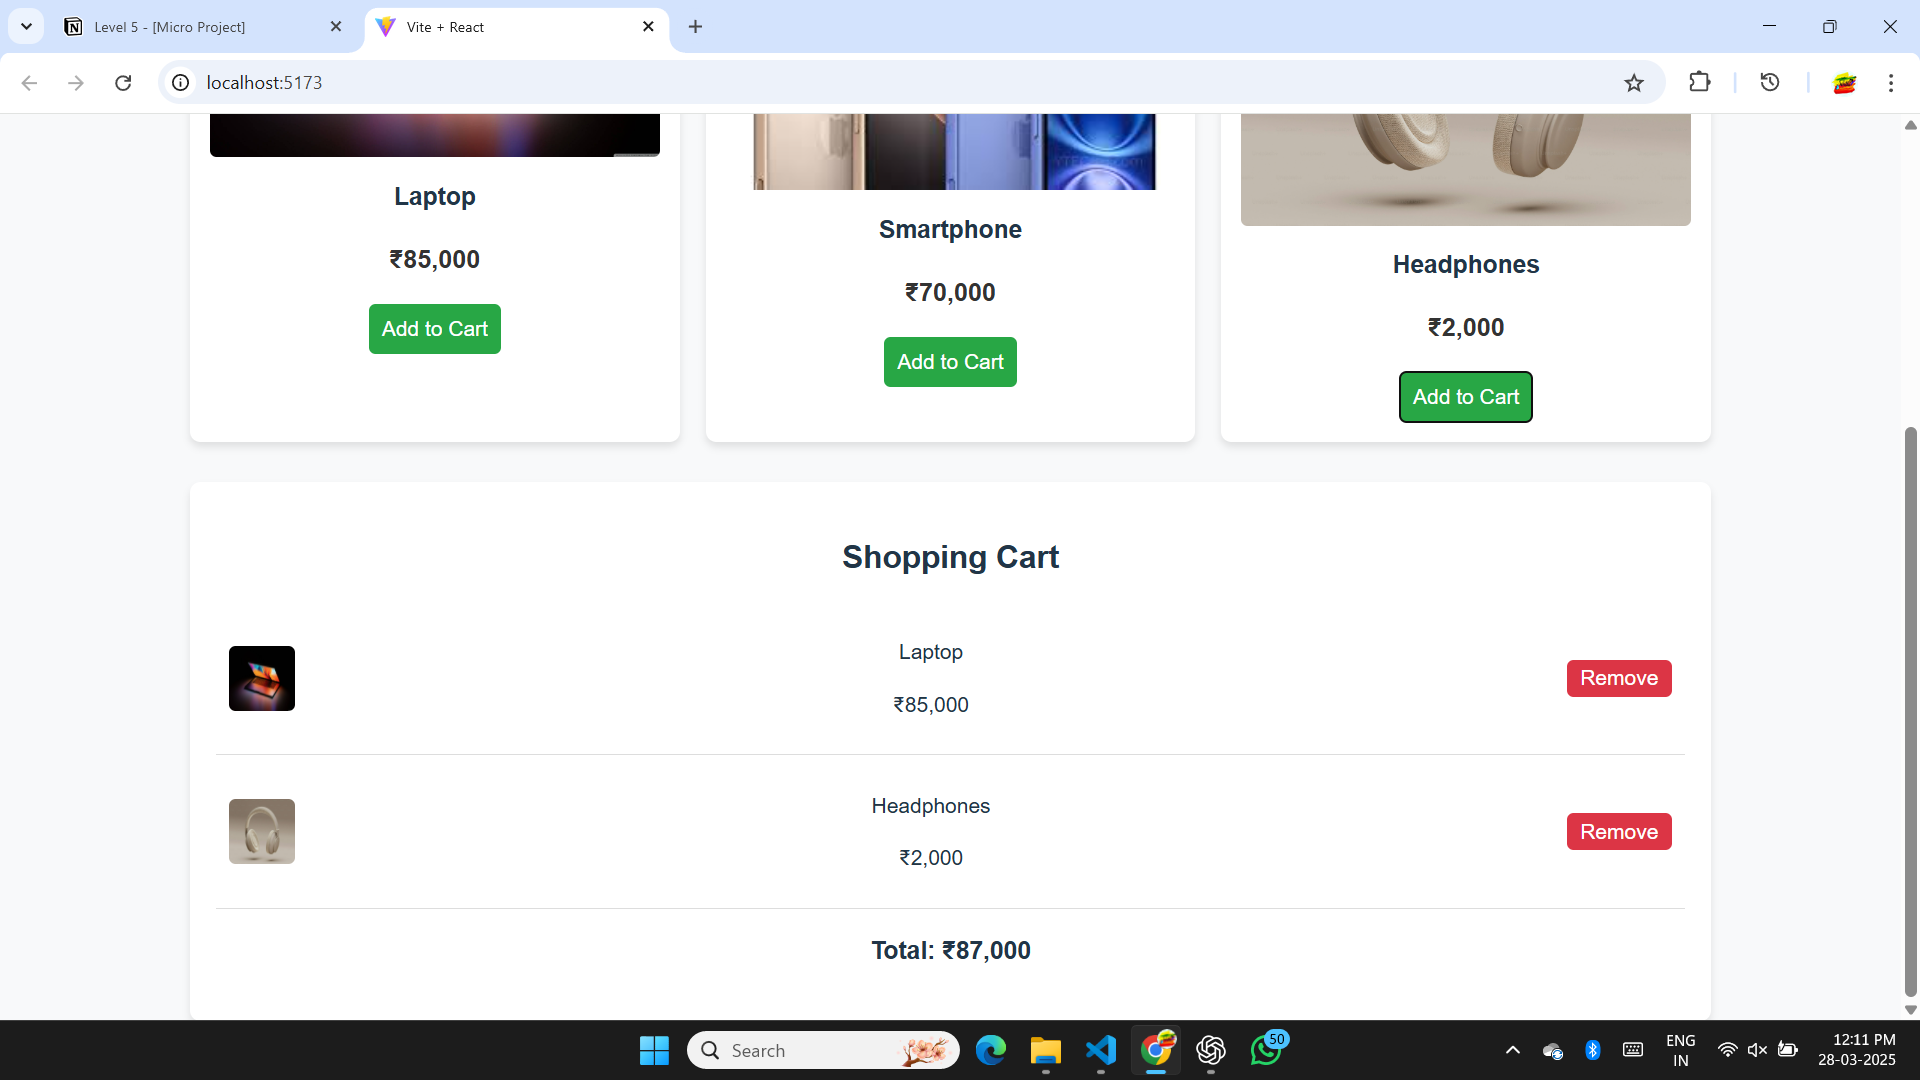 Level 5 - [Micro Project]
Vite + React
localhost:5173
Laptop
₹85,000
Add to Cart
Smartphone
₹70,000
Add to Cart
Headphones
₹2,000
Add to Cart
Shopping Cart
Laptop
₹85,000
Remove
Headphones
₹2,000
Remove
Total: ₹87,000
Search
50
ENG
IN
12:11 PM
28-03-2025